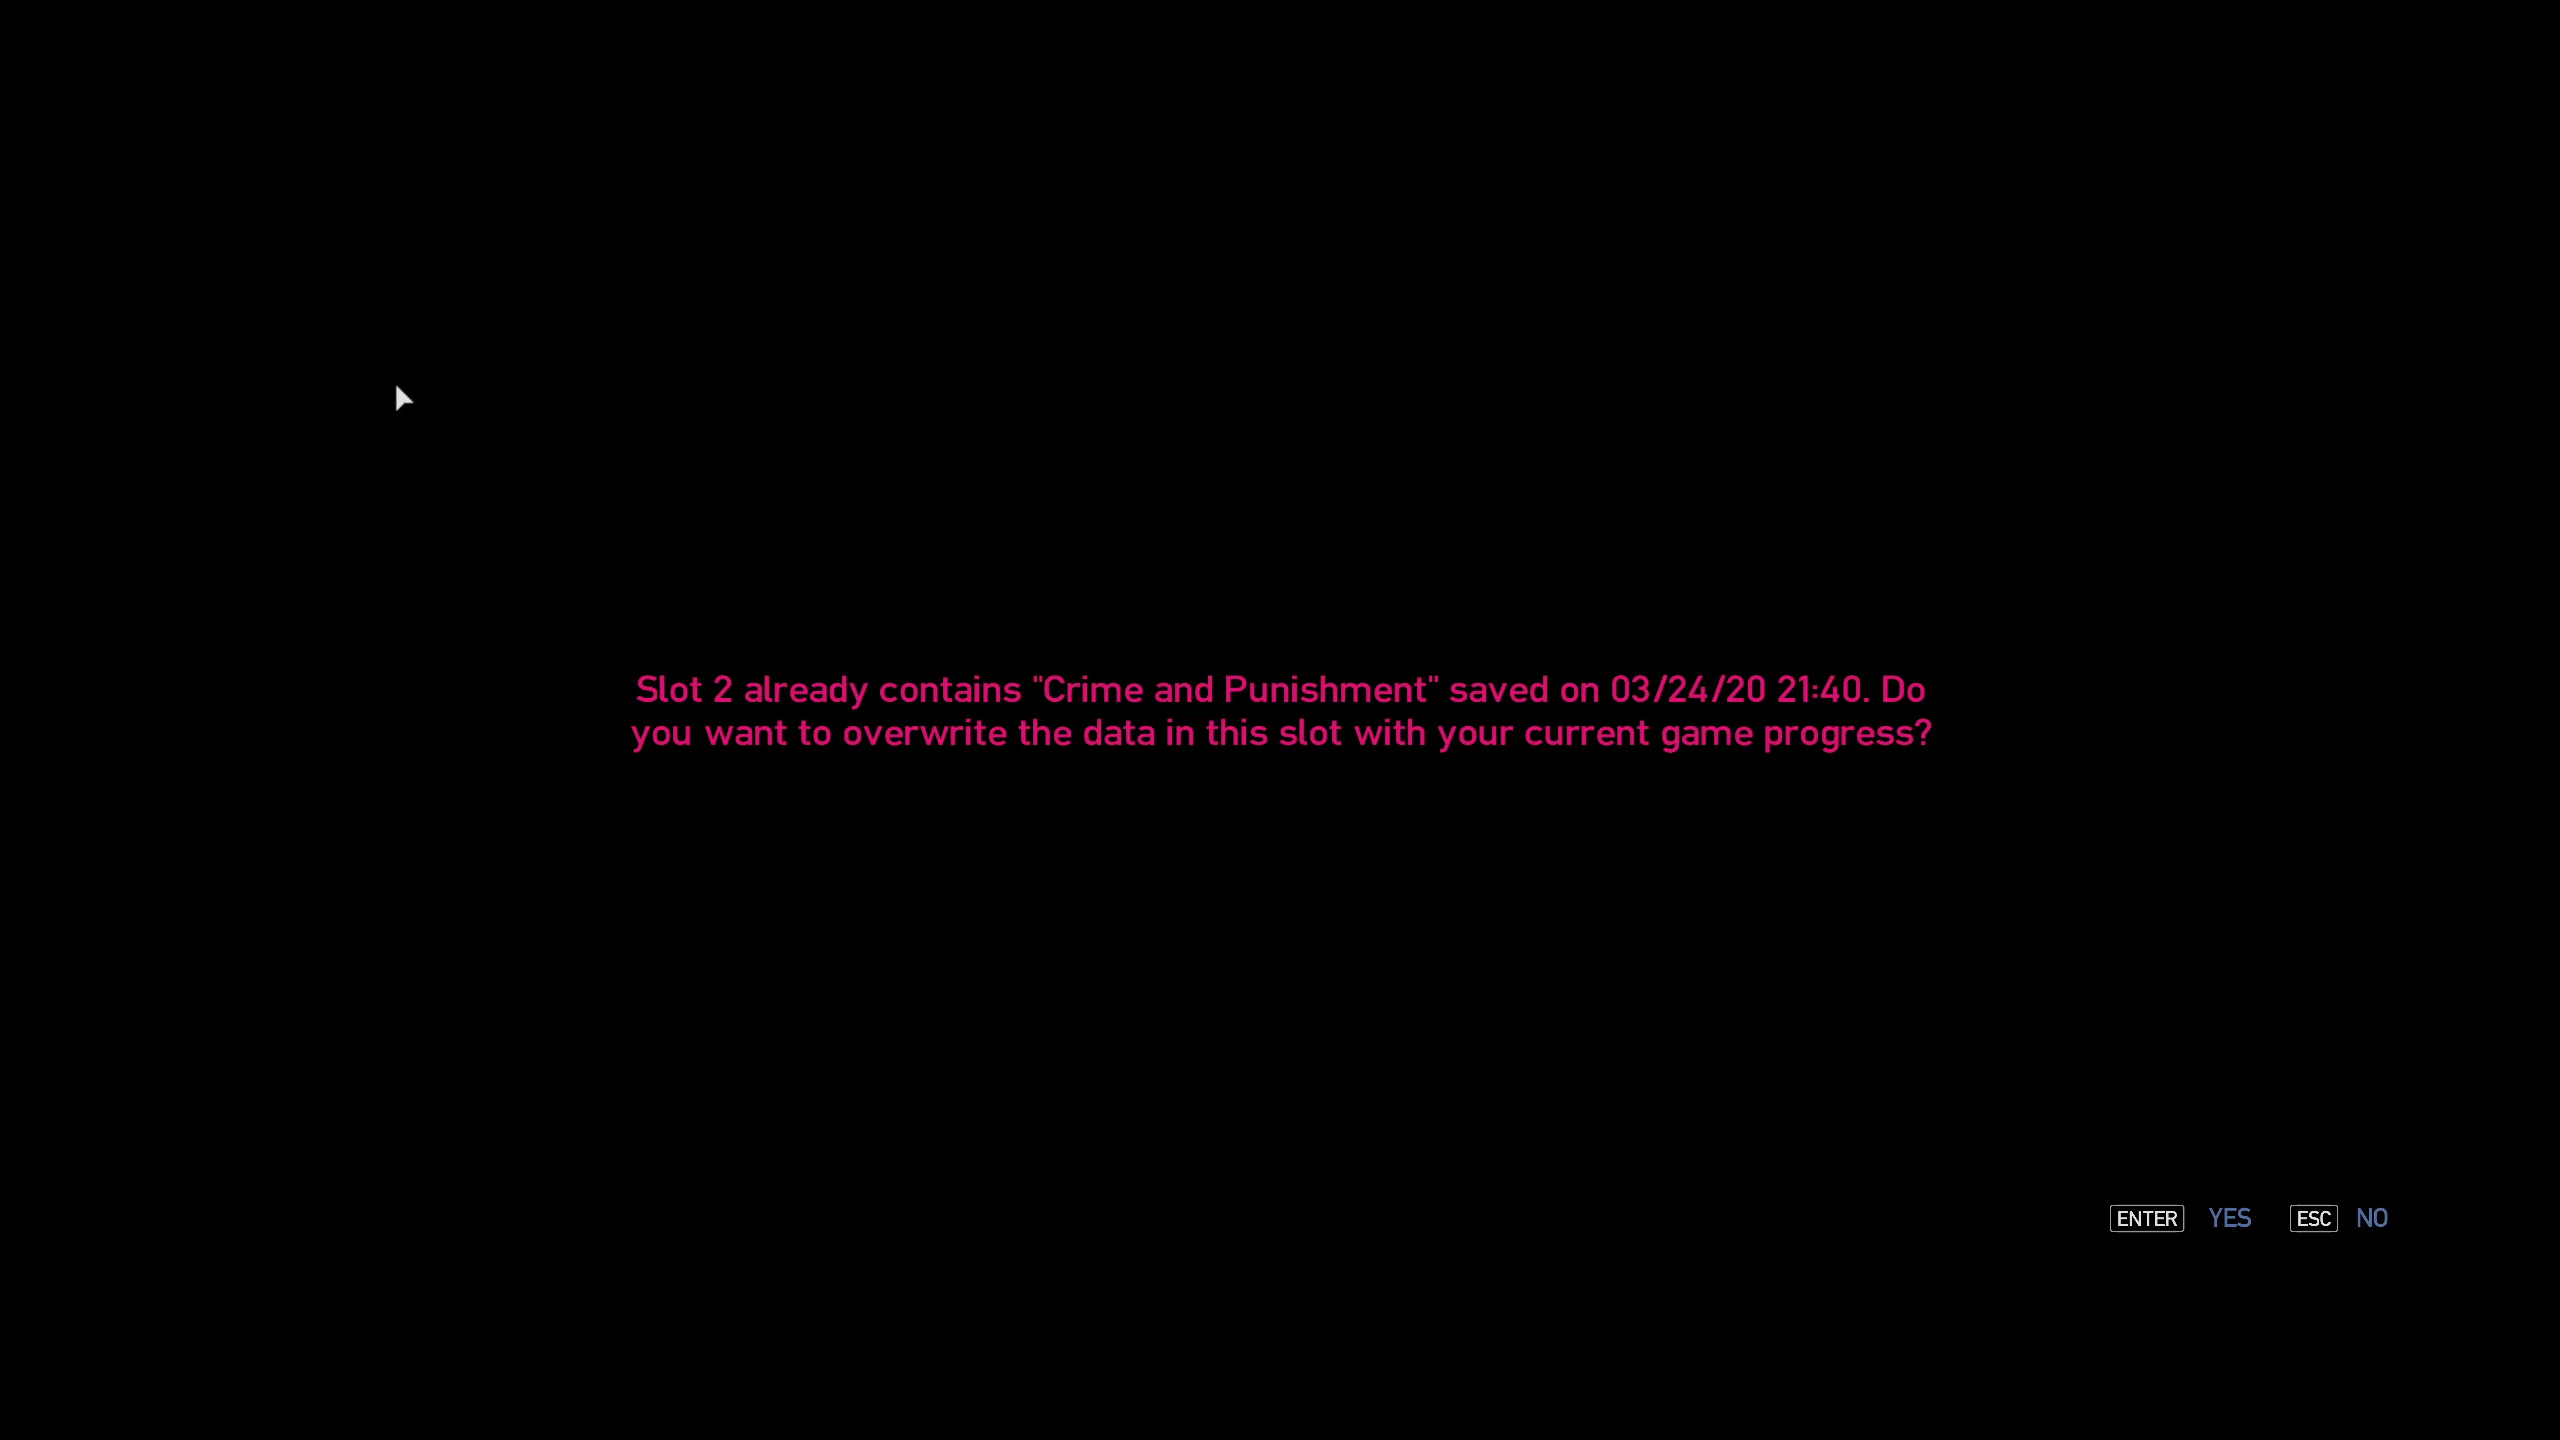 Slot 2 already contains "Crime and Punishment" saved on 03/24/20 21:40. Do
you want to overwrite the data in this slot with your current game progress?
ENTER YES ESC NO